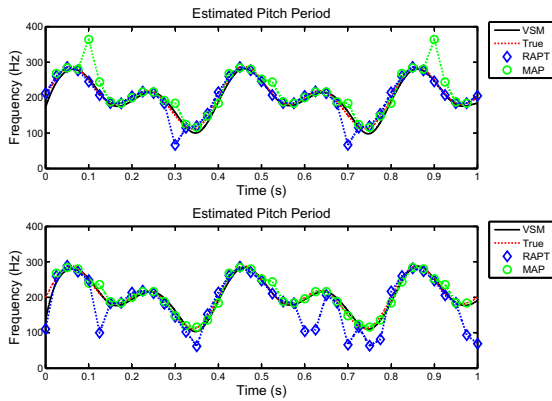 Estimated Pitch Period
400
300
200
100
0
Frequency (Hz)
0 0.1 0.2 0.3 0.4 0.5 0.6 0.7 0.8 0.9 1
Time (s)
VSM
True
RAPT
MAP
Estimated Pitch Period
400
300
200
100
0
Frequency (Hz)
0 0.1 0.2 0.3 0.4 0.5 0.6 0.7 0.8 0.9 1
Time (s)
VSM
True
RAPT
MAP